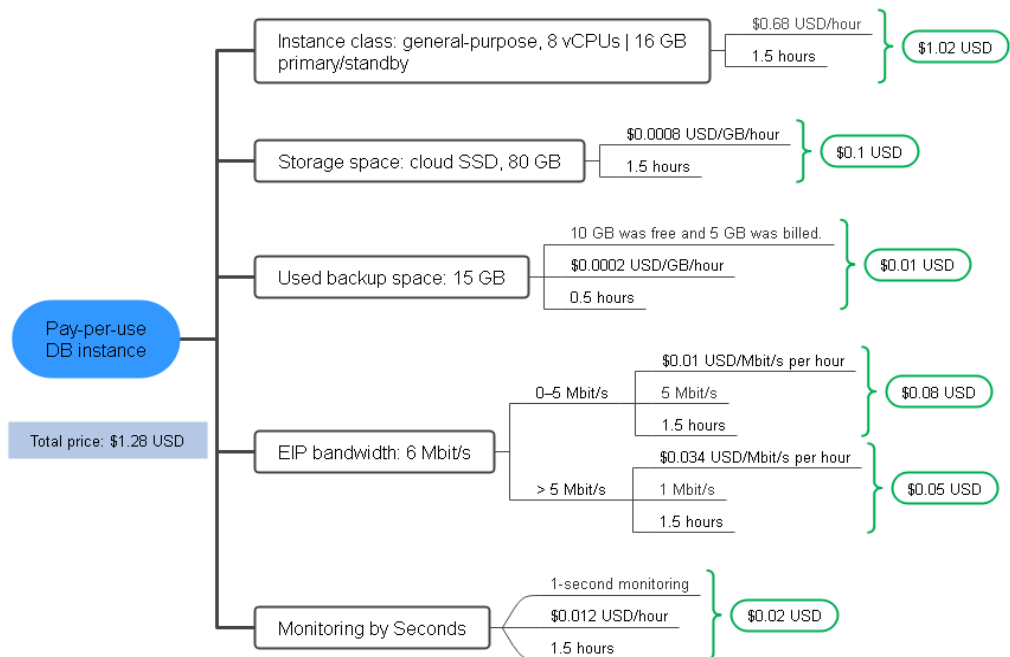 Pay-per-use
DB instance
Total price: $1.28 USD
Instance class: general-purpose, 8 vCPUs | 16 GB
primary/standby
$0.68 USD/hour
1.5 hours
$1.02 USD
Storage space: cloud SSD, 80 GB
$0.0008 USD/GB/hour
1.5 hours
$0.1 USD
Used backup space: 15 GB
10 GB was free and 5 GB was billed.
$0.0002 USD/GB/hour
0.5 hours
$0.01 USD
EIP bandwidth: 6 Mbit/s
0–5 Mbit/s
$0.01 USD/Mbit/s per hour
5 Mbit/s
1.5 hours
$0.08 USD
> 5 Mbit/s
$0.034 USD/Mbit/s per hour
1 Mbit/s
1.5 hours
$0.05 USD
Monitoring by Seconds
1-second monitoring
$0.012 USD/hour
1.5 hours
$0.02 USD